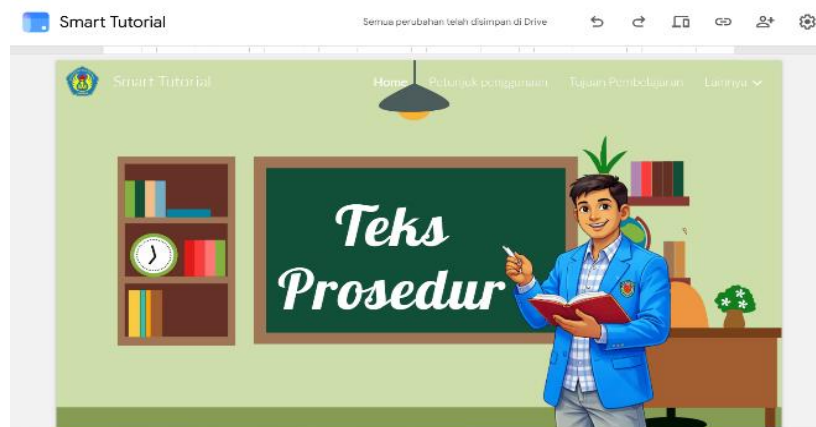 Smart Tutorial
Semua perubahan telah disimpan di Drive
Smart Tutorial
Home Petunjuk penggunaan Tujuan Pembelajaran Lainnya
Teks
Prosedur